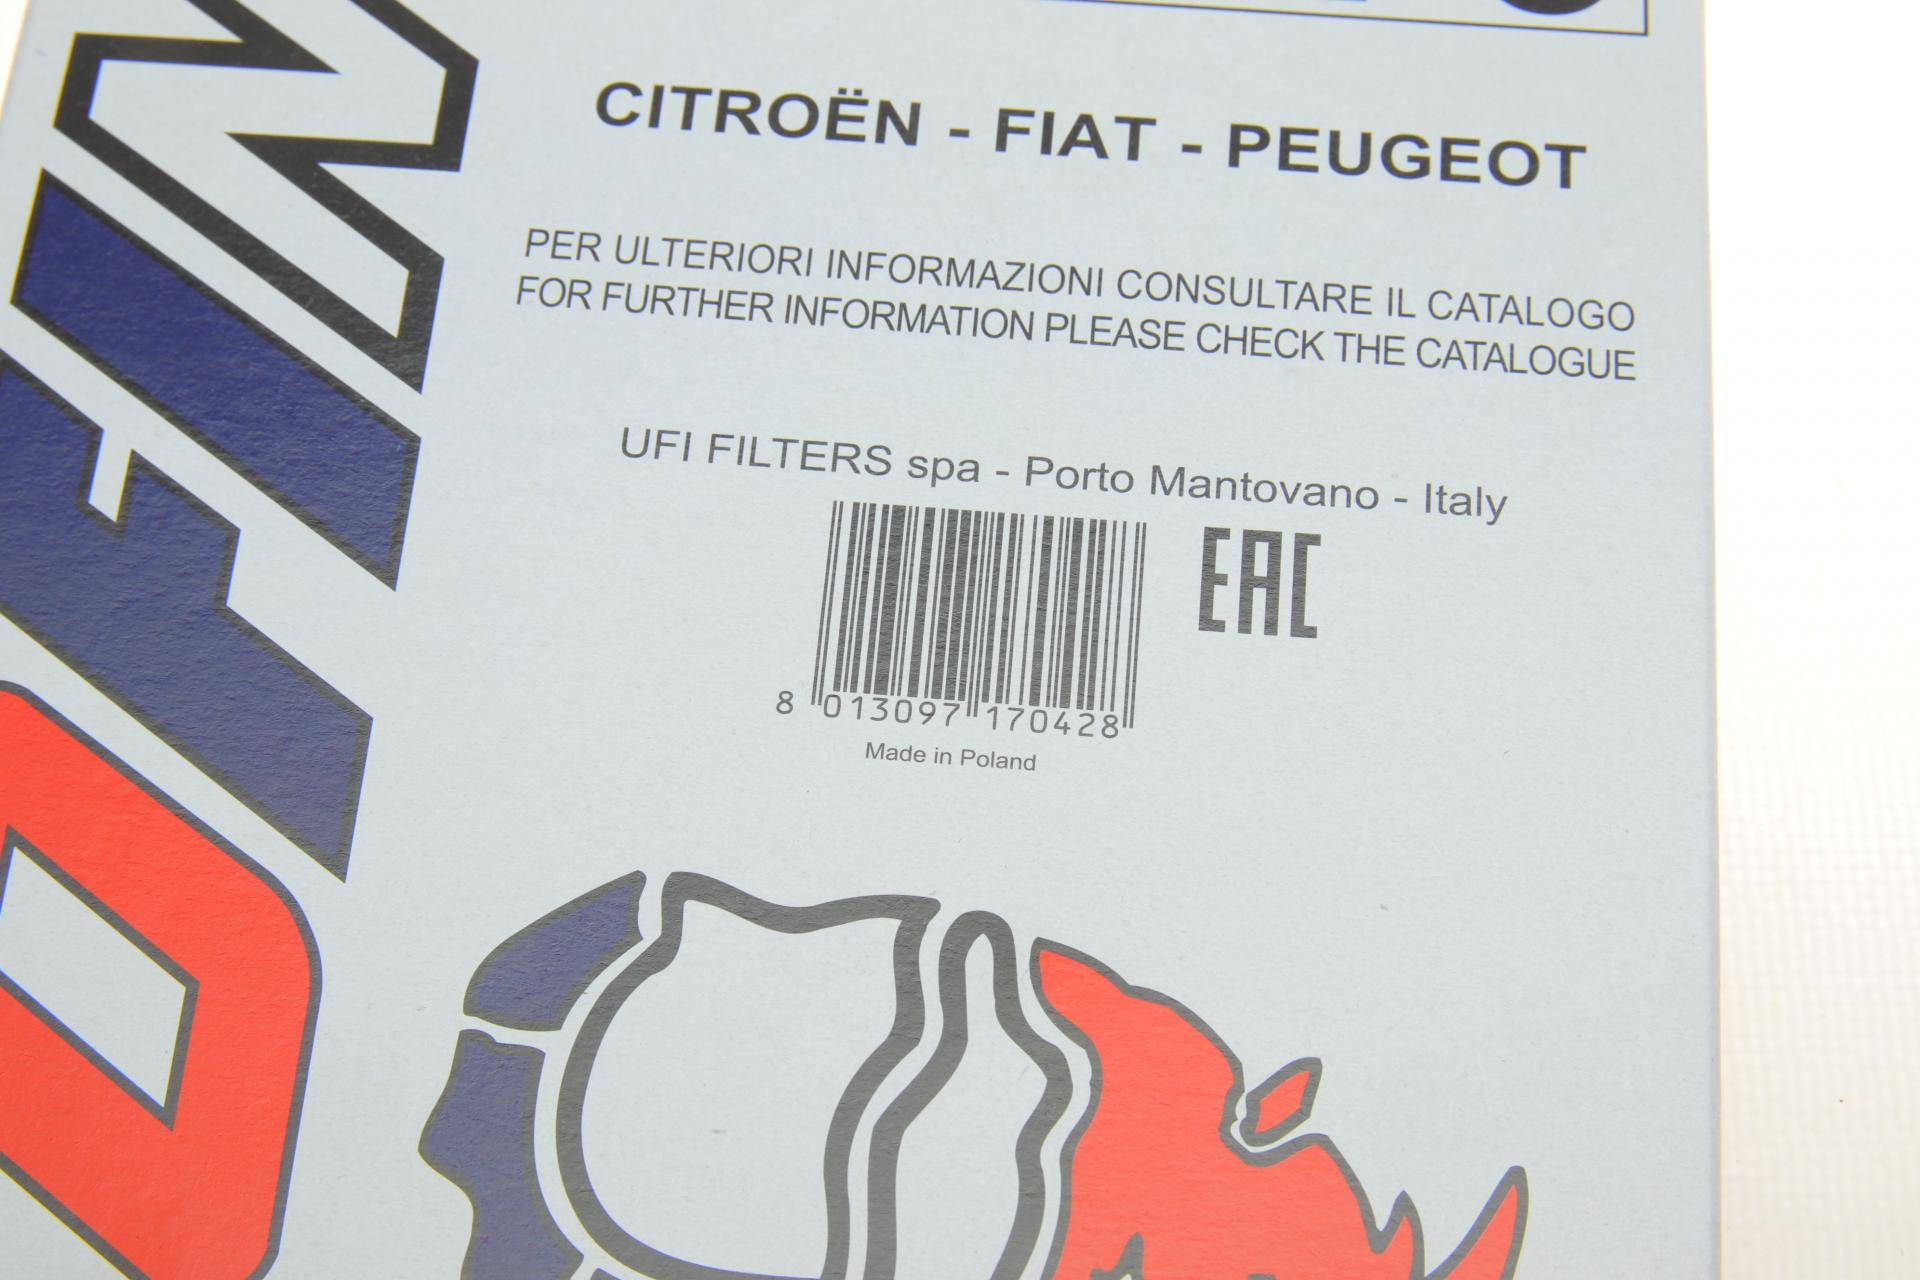 CITROËN - FIAT - PEUGEOT
PER ULTERIORI INFORMAZIONI CONSULTARE IL CATALOGO
FOR FURTHER INFORMATION PLEASE CHECK THE CATALOGUE
UFI FILTERS spa - Porto Mantovano - Italy
EAC
8 013097 170428
Made in Poland